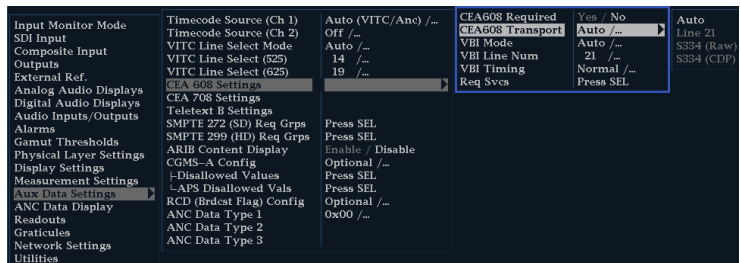 Input Monitor Mode
SDI Input
Composite Input
Outputs
External Ref.
Analog Audio Displays
Digital Audio Displays
Audio Inputs/Outputs
Alarms
Gamut Thresholds
Physical Layer Settings
Display Settings
Measurement Settings
Aux Data Settings
ANC Data Display
Readouts
Graticules
Network Settings
Utilities
Timecode Source (Ch 1) Auto (VITC/Anc) /...
Timecode Source (Ch 2) Off /...
VITC Line Select Mode Auto /...
VITC Line Select (525) 14 /...
VITC Line Select (625) 19 /...
CEA 608 Settings
CEA 708 Settings
Teletext B Settings
SMPTE 272 (SD) Req Grps Press SEL
SMPTE 299 (HD) Req Grps Press SEL
ARIB Content Display Enable / Disable
CGMS-A Config Optional /...
├Disallowed Values Press SEL
└APS Disallowed Vals Press SEL
RCD (Brdcst Flag) Config Optional /...
ANC Data Type 1 0x00 /...
ANC Data Type 2
ANC Data Type 3
CEA608 Required Yes / No
CEA608 Transport Auto /...
VBI Mode Auto /...
VBI Line Num 21 /...
VBI Timing Normal /...
Req Svcs Press SEL
Auto
Line 21
S334 (Raw)
S334 (CDP)